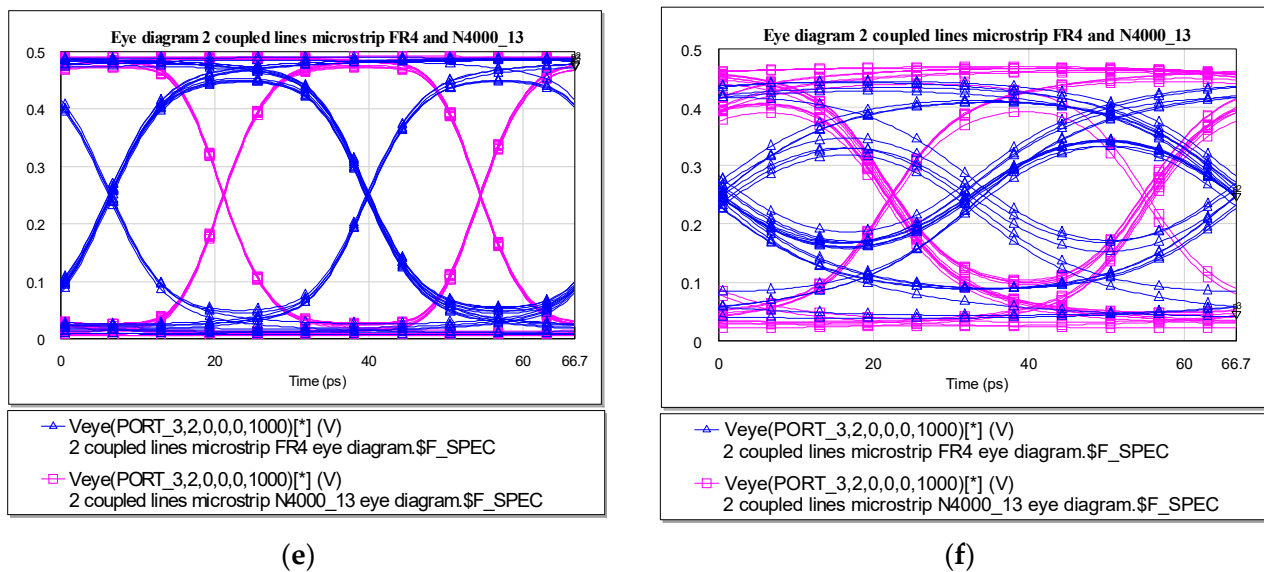 Eye diagram 2 coupled lines microstrip FR4 and N4000_13
0.5
0.4
0.3
0.2
0.1
0
0 20 40 60 66.7
Time (ps)
Veye(PORT_3,2,0,0,0,1000)[*] (V)
2 coupled lines microstrip FR4 eye diagram.$F_SPEC
Veye(PORT_3,2,0,0,0,1000)[*] (V)
2 coupled lines microstrip N4000_13 eye diagram.$F_SPEC
(e)
Eye diagram 2 coupled lines microstrip FR4 and N4000_13
0.5
0.4
0.3
0.2
0.1
0
0 20 40 60 66.7
Time (ps)
Veye(PORT_3,2,0,0,0,1000)[*] (V)
2 coupled lines microstrip FR4 eye diagram.$F_SPEC
Veye(PORT_3,2,0,0,0,1000)[*] (V)
2 coupled lines microstrip N4000_13 eye diagram.$F_SPEC
(f)